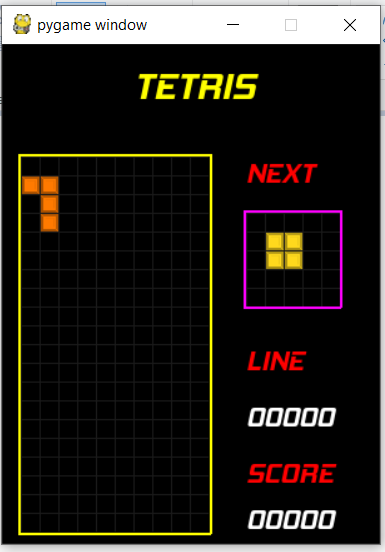 pygame window
TETRIS
NEXT
LINE
00000
SCORE
00000